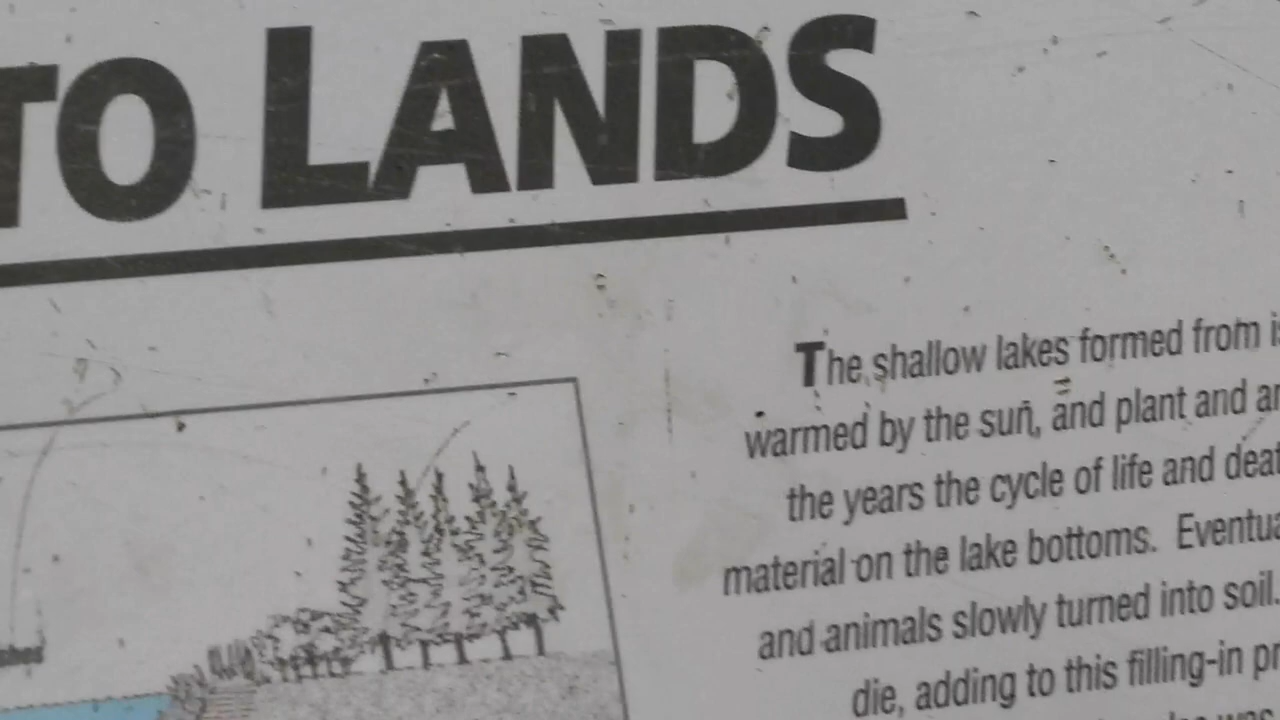 TO LANDS
The shallow lakes formed from
warmed by the sun, and plant and
the years the cycle of life and
material on the lake bottoms.
and animals slowly turned into soil.
die, adding to this filling-in